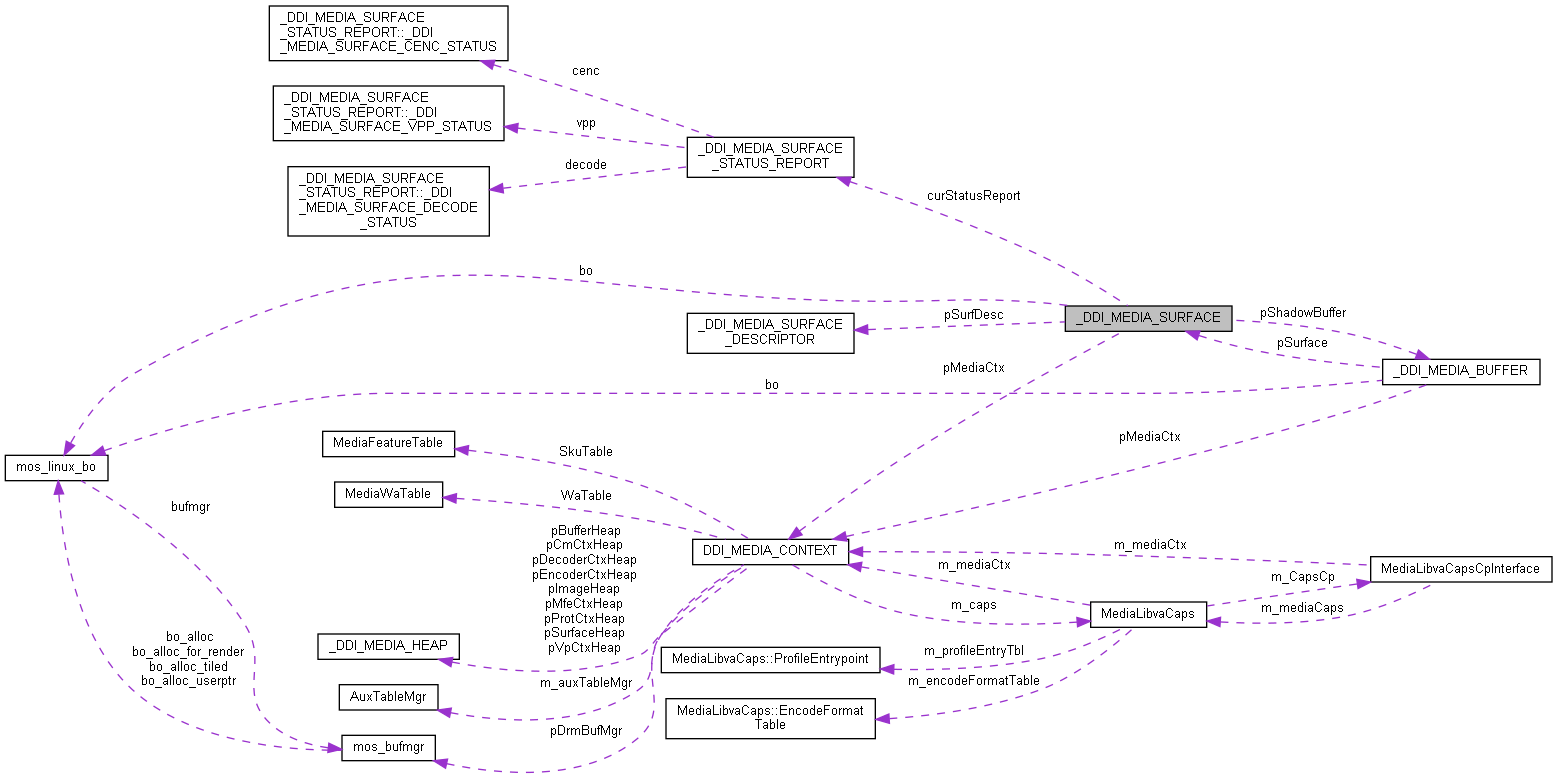 _DDI_MEDIA_SURFACE
_STATUS_REPORT::_DDI
_MEDIA_SURFACE_CENC_STATUS
cenc
_DDI_MEDIA_SURFACE
_STATUS_REPORT::_DDI
_MEDIA_SURFACE_VPP_STATUS
vpp
_DDI_MEDIA_SURFACE
_STATUS_REPORT
decode
_DDI_MEDIA_SURFACE
_STATUS_REPORT::_DDI
_MEDIA_SURFACE_DECODE
_STATUS
curStatusReport
bo
_DDI_MEDIA_SURFACE
pShadowBuffer
pSurfDesc
_DDI_MEDIA_SURFACE
_DESCRIPTOR
pSurface
_DDI_MEDIA_BUFFER
pMediaCtx
bo
MediaFeatureTable
SkuTable
pMediaCtx
mos_linux_bo
MediaWaTable
WaTable
bufmgr
pBufferHeap
pCmCtxHeap
pDecoderCtxHeap
pEncoderCtxHeap
pImageHeap
pMfeCtxHeap
pProtCtxHeap
pSurfaceHeap
pVpCtxHeap
DDI_MEDIA_CONTEXT
m_mediaCtx
m_mediaCtx
MediaLibvaCapsCpInterface
m_CapsCp
m_caps
MediaLibvaCaps
m_mediaCaps
bo_alloc
bo_alloc_for_render
bo_alloc_tiled
bo_alloc_userptr
_DDI_MEDIA_HEAP
MediaLibvaCaps::ProfileEntrypoint
m_profileEntryTbl
m_auxTableMgr
m_encodeFormatTable
AuxTableMgr
MediaLibvaCaps::EncodeFormat
Table
pDrmBufMgr
mos_bufmgr